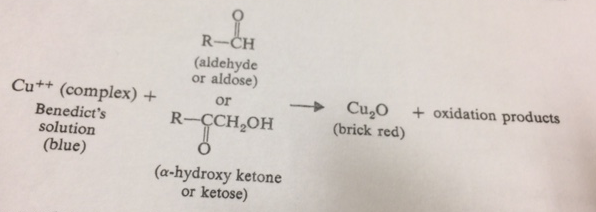 O
R—CH
(aldehyde
or aldose)
or
Cu++ (complex) +
Benedict's
solution
(blue)
R—CCH₂OH
O
(α-hydroxy ketone
or ketose)
Cu₂O + oxidation products
(brick red)